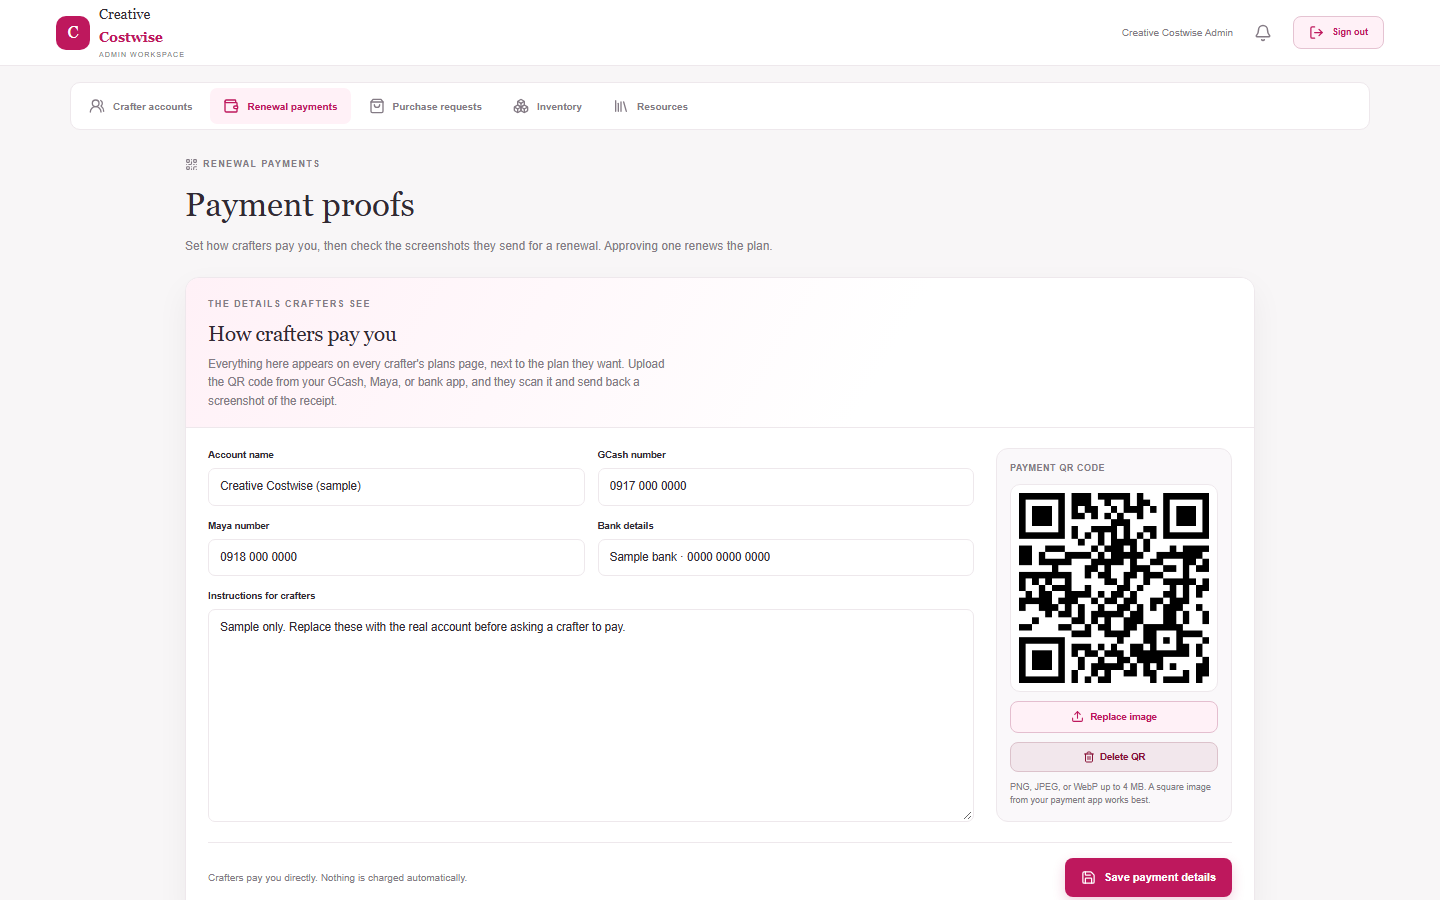 C
Creative
Costwise
ADMIN WORKSPACE
Creative Costwise Admin
Sign out
Crafter accounts
Renewal payments
Purchase requests
Inventory
Resources
RENEWAL PAYMENTS
Payment proofs
Set how crafters pay you, then check the screenshots they send for a renewal. Approving one renews the plan.
THE DETAILS CRAFTERS SEE
How crafters pay you
Everything here appears on every crafter's plans page, next to the plan they want. Upload
the QR code from your GCash, Maya, or bank app, and they scan it and send back a
screenshot of the receipt.
Account name
Creative Costwise (sample)
GCash number
0917 000 0000
Maya number
0918 000 0000
Bank details
Sample bank · 0000 0000 0000
Instructions for crafters
Sample only. Replace these with the real account before asking a crafter to pay.
PAYMENT QR CODE
Replace image
Delete QR
PNG, JPEG, or WebP up to 4 MB. A square image
from your payment app works best.
Crafters pay you directly. Nothing is charged automatically.
Save payment details